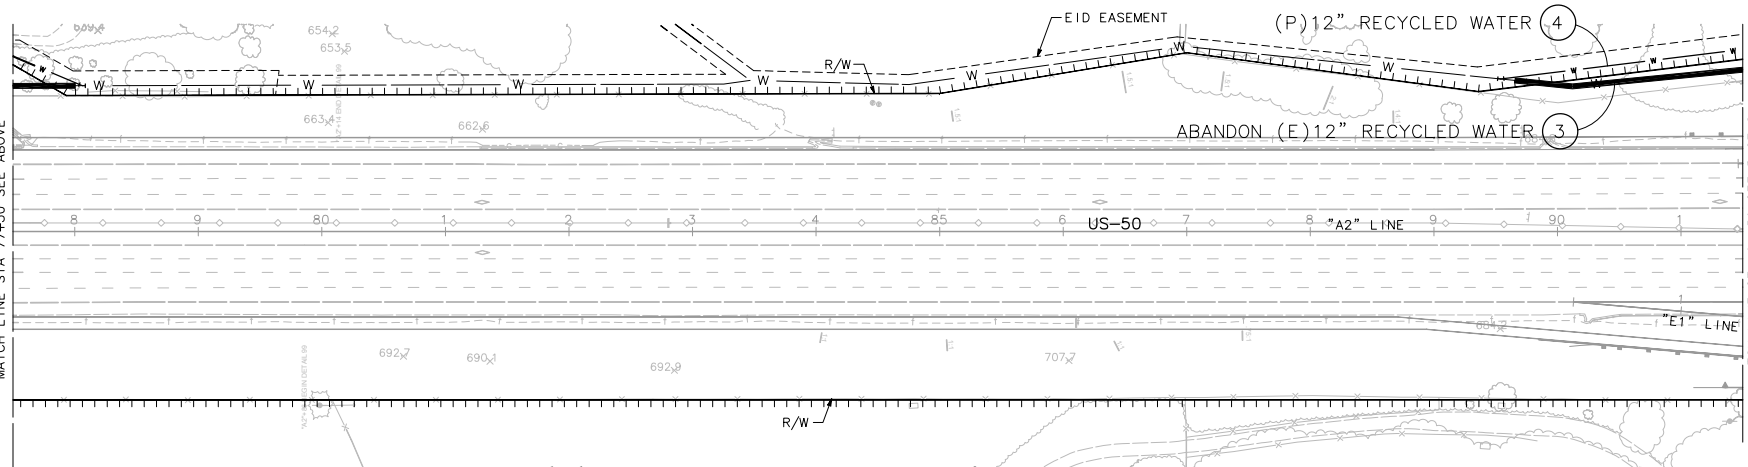 654.2
653.5
EID EASEMENT
(P)12" RECYCLED WATER 4
R/W
W W W W W W W
663.4
662.6
ABANDON (E)12" RECYCLED WATER 3
8 9 80 1 2 3 4 85 6 7 8 9 90 1
US-50 "A2" LINE
"E1" LINE
692.7
690.1
692.9
707.7
R/W